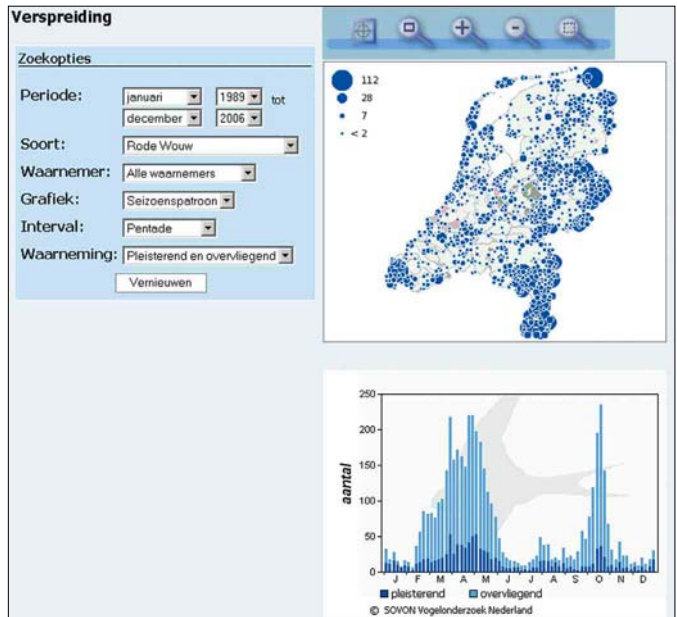 Verspreiding
Zoekopties
Periode: januari 1989 tot
december 2006
Soort: Rode Wouw
Waarnemer: Alle waarnemers
Grafiek: Seizoenspatroon
Interval: Pentade
Waarneming: Pleisterend en overvliegend
Vernieuwen
112
28
7
< 2
250
200
150
100
50
0
aantal
J F M A M J J A S O N D
pleisterend overvliegend
© SOVON Vogelonderzoek Nederland